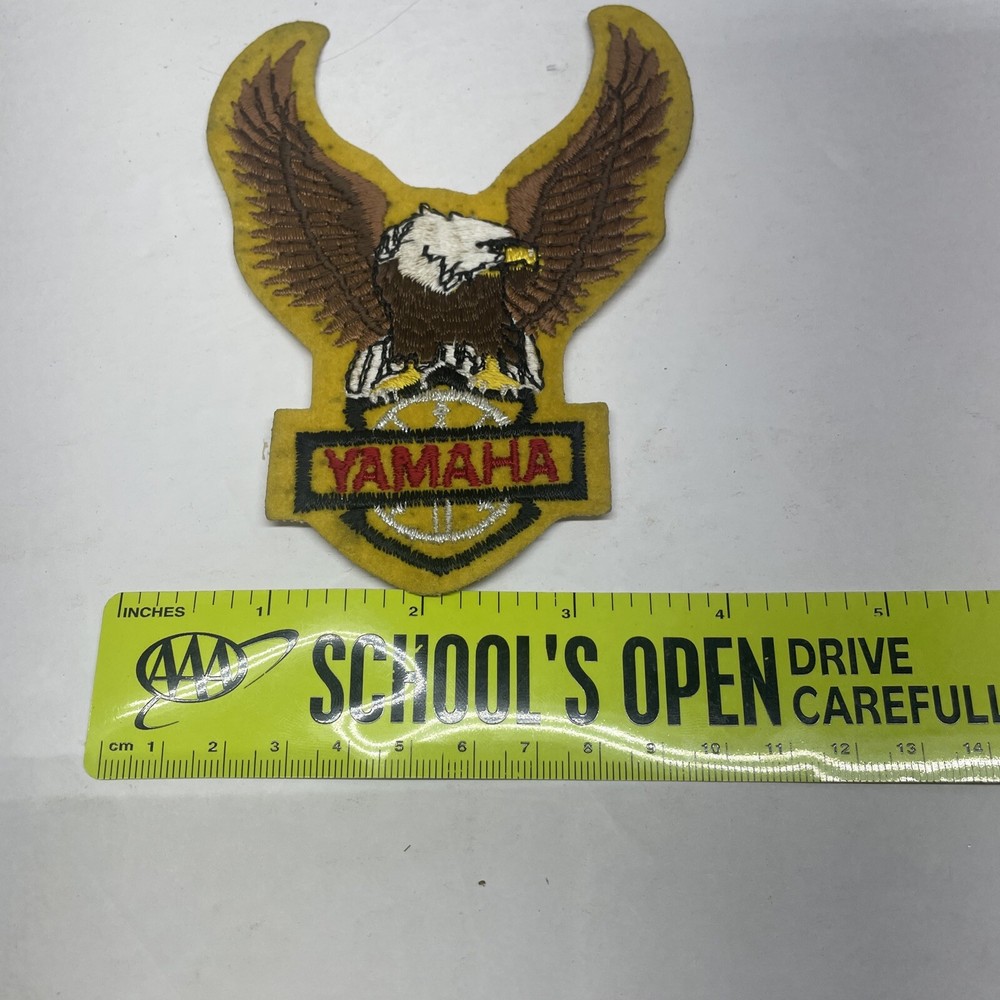 YAMAHA
INCHES 1 2 3 4 5
AAA SCHOOL'S OPEN DRIVE
CAREFULL
cm 1 2 3 4 5 6 7 8 9 10 11 12 13 14